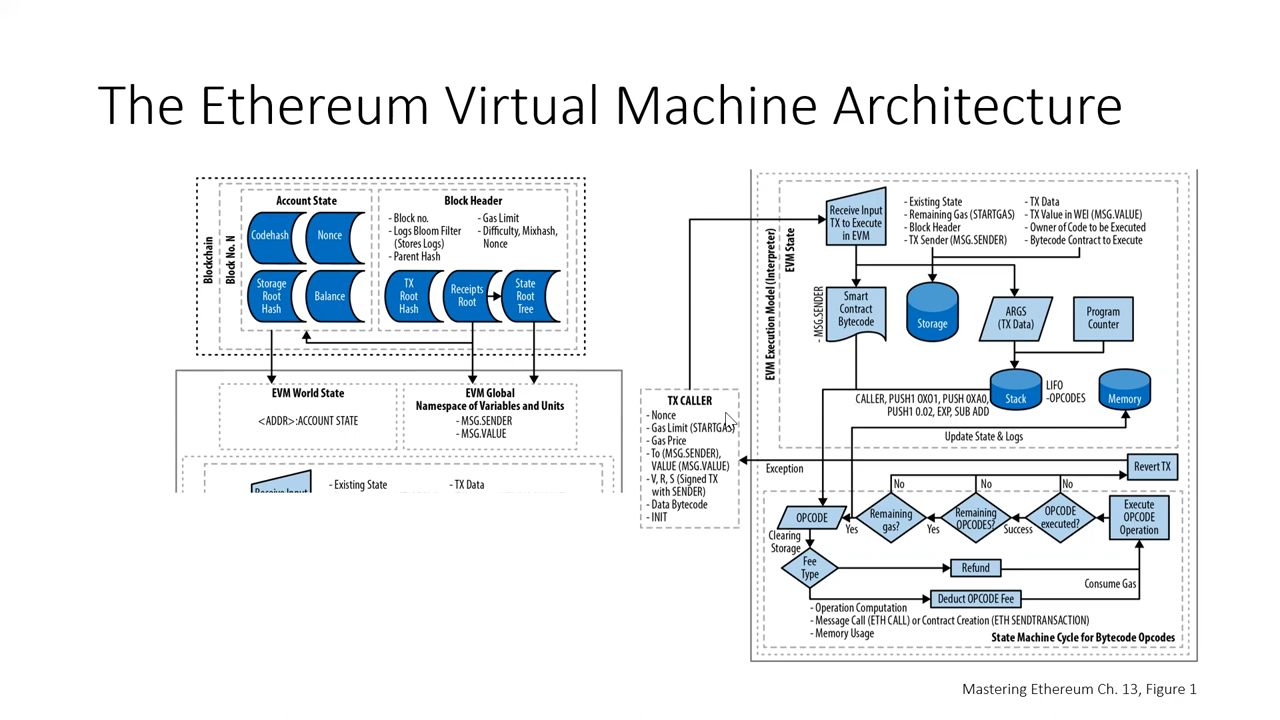 The Ethereum Virtual Machine Architecture
Blockchain
Block No. N
Account State
Codehash
Nonce
Storage
Root
Hash
Balance
Block Header
- Block no.
- Logs Bloom Filter
(Stores Logs)
- Parent Hash
- Gas Limit
- Difficulty, Mixhash,
Nonce
TX
Root
Hash
Receipts
Root
State
Root
Tree
EVM World State
<ADDR>:ACCOUNT STATE
EVM Global
Namespace of Variables and Units
- MSG.SENDER
- MSG.VALUE
Receive Input
- Existing State
- TX Data
TX CALLER
- Nonce
- Gas Limit (STARTGAS)
- Gas Price
- To (MSG.SENDER),
VALUE (MSG.VALUE)
- V, R, S (Signed TX
with SENDER)
- Data Bytecode
- INIT
EVM Execution Model (Interpreter)
EVM State
Receive Input
TX to Execute
in EVM
- Existing State
- Remaining Gas (STARTGAS)
- Block Header
- TX Sender (MSG.SENDER)
- TX Data
- TX Value in WEI (MSG.VALUE)
- Owner of Code to be Executed
- Bytecode Contract to Execute
- MSG.SENDER
Smart
Contract
Bytecode
Storage
ARGS
(TX Data)
Program
Counter
CALLER, PUSH1 0X01, PUSH 0XA0,
PUSH1 0.02, EXP, SUB ADD
Stack
LIFO
-OPCODES
Memory
Update State & Logs
Exception
Revert TX
No
No
No
OPCODE
Yes
Remaining
gas?
Yes
Remaining
OPCODES?
Success
OPCODE
executed?
Execute
OPCODE
Operation
Clearing
Storage
Fee
Type
Refund
Consume Gas
Deduct OPCODE Fee
- Operation Computation
- Message Call (ETH CALL) or Contract Creation (ETH SENDTRANSACTION)
- Memory Usage
State Machine Cycle for Bytecode Opcodes
Mastering Ethereum Ch. 13, Figure 1